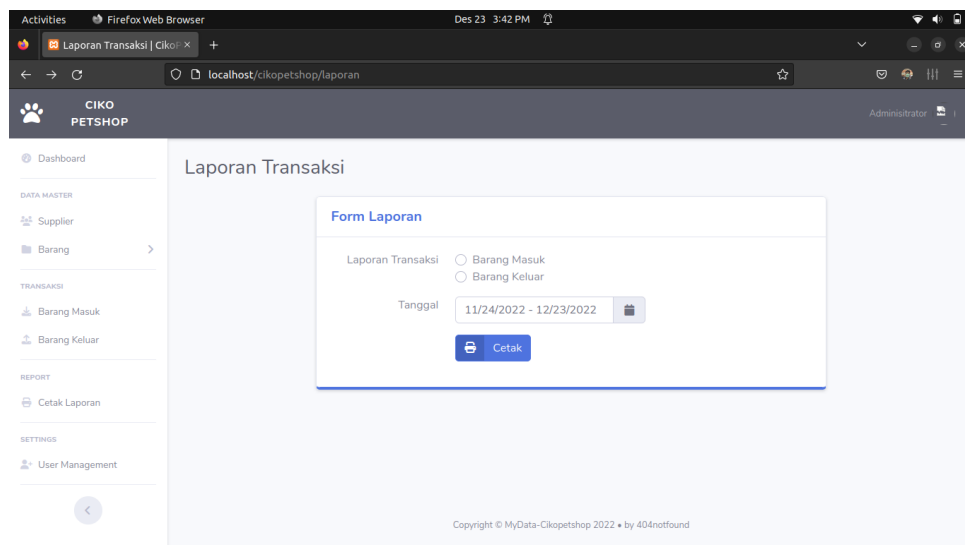 Activities Firefox Web Browser Des 23 3:42 PM
Laporan Transaksi | CikoP × +
localhost/cikopetshop/laporan
CIKO
PETSHOP
Adminisitrator
Dashboard
Laporan Transaksi
DATA MASTER
Supplier
Barang
TRANSAKSI
Barang Masuk
Barang Keluar
REPORT
Cetak Laporan
SETTINGS
User Management
Form Laporan
Laporan Transaksi Barang Masuk
Barang Keluar
Tanggal 11/24/2022 - 12/23/2022
Cetak
Copyright © MyData-Cikopetshop 2022 • by 404notfound